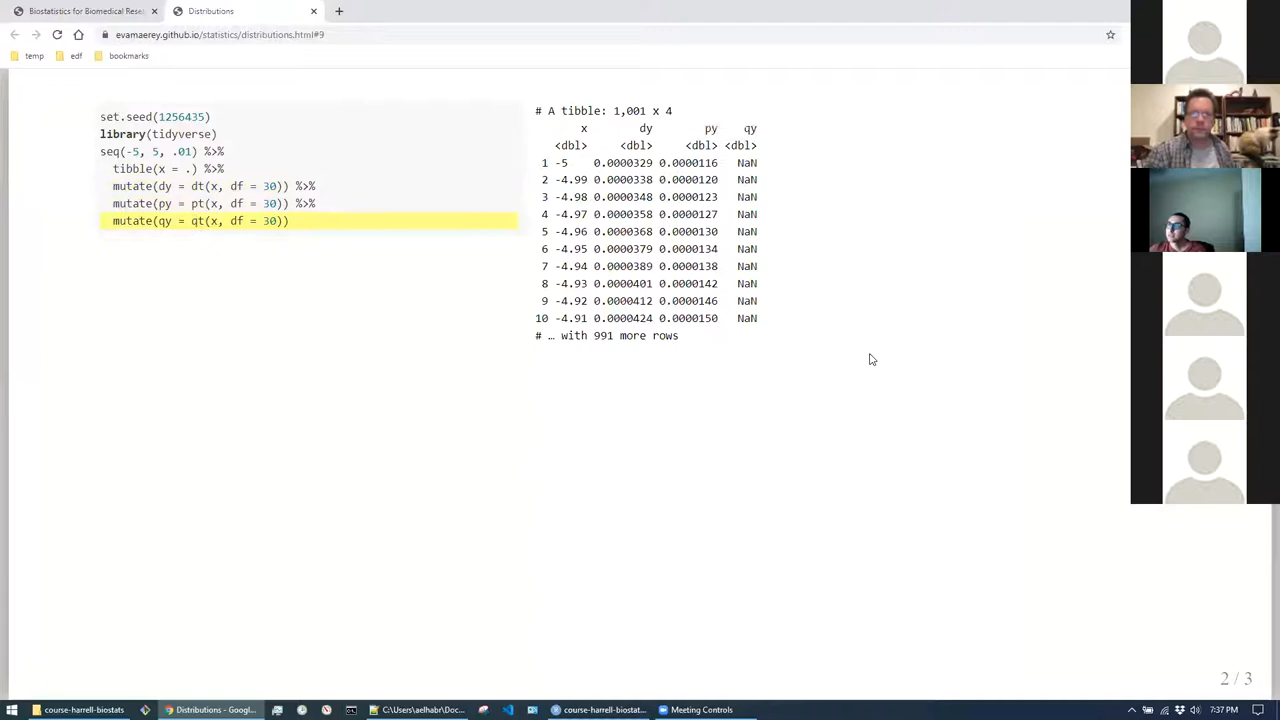 Biostatistics for Biomedical Rese
Distributions
evamaerey.github.io/statistics/distributions.html#9
temp
edf
bookmarks
set.seed(1256435)
library(tidyverse)
seq(-5, 5, .01) %>%
tibble(x = .) %>%
mutate(dy = dt(x, df = 30)) %>%
mutate(py = pt(x, df = 30)) %>%
mutate(qy = qt(x, df = 30))
# A tibble: 1,001 x 4
x dy py qy
<dbl> <dbl> <dbl> <dbl>
1 -5 0.0000329 0.0000116 NaN
2 -4.99 0.0000338 0.0000120 NaN
3 -4.98 0.0000348 0.0000123 NaN
4 -4.97 0.0000358 0.0000127 NaN
5 -4.96 0.0000368 0.0000130 NaN
6 -4.95 0.0000379 0.0000134 NaN
7 -4.94 0.0000389 0.0000138 NaN
8 -4.93 0.0000401 0.0000142 NaN
9 -4.92 0.0000412 0.0000146 NaN
10 -4.91 0.0000424 0.0000150 NaN
# … with 991 more rows
2 / 3
course-harrell-biostats
Distributions - Googl...
C:\Users\aelhabr\Doc...
course-harrell-biostat...
Meeting Controls
7:37 PM